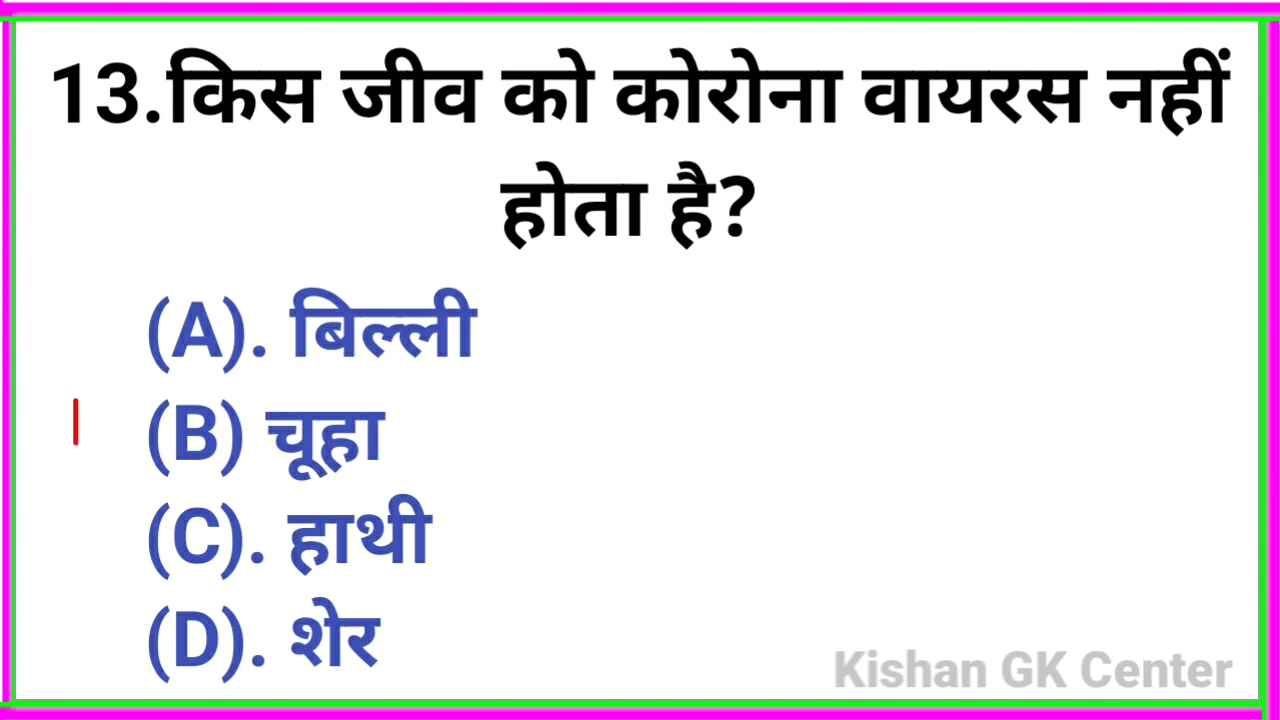 13.किस जीव को कोरोना वायरस नहीं
होता है?
(A). बिल्ली
(B) चूहा
(C). हाथी
(D). शेर
Kishan GK Center